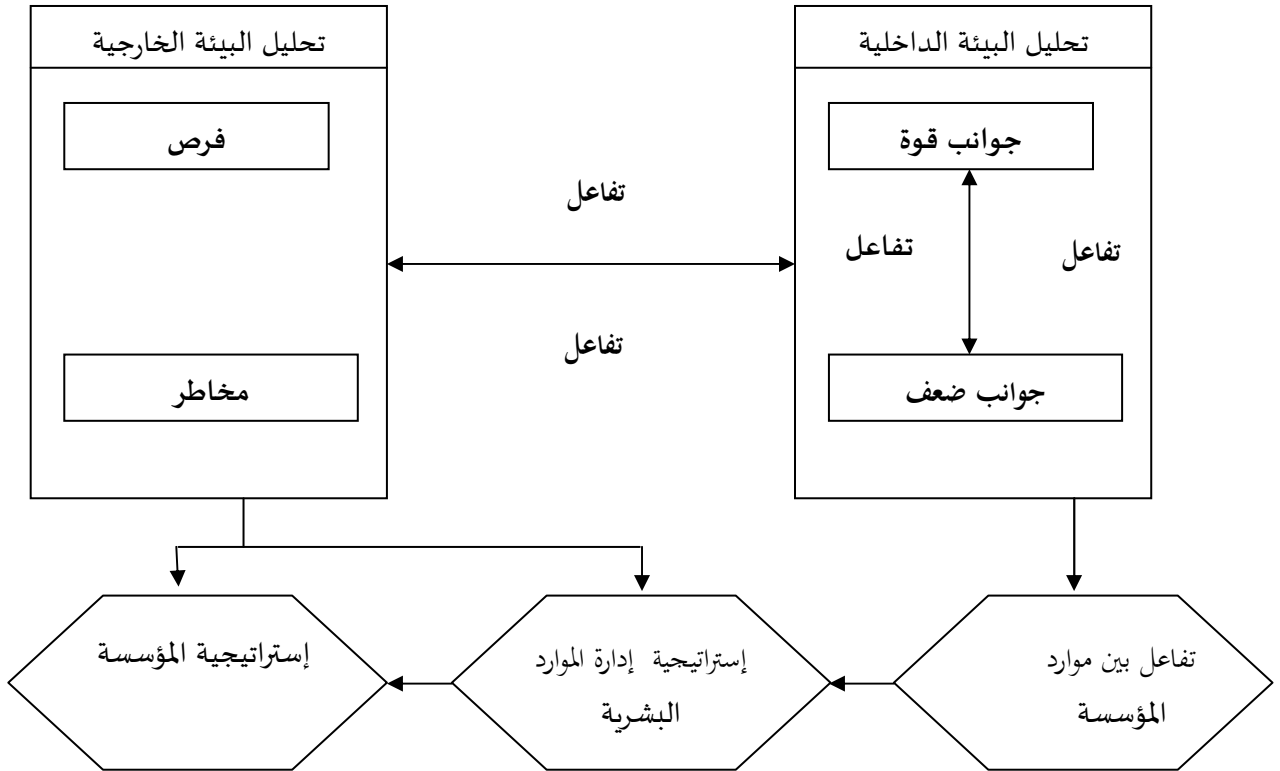 تحليل البيئة الداخلية
تحليل البيئة الخارجية
جوانب قوة
فرص
تفاعل
تفاعل
تفاعل
تفاعل
جوانب ضعف
مخاطر
تفاعل بين موارد
المؤسسة
إستراتيجية إدارة الموارد
البشرية
إستراتيجية المؤسسة